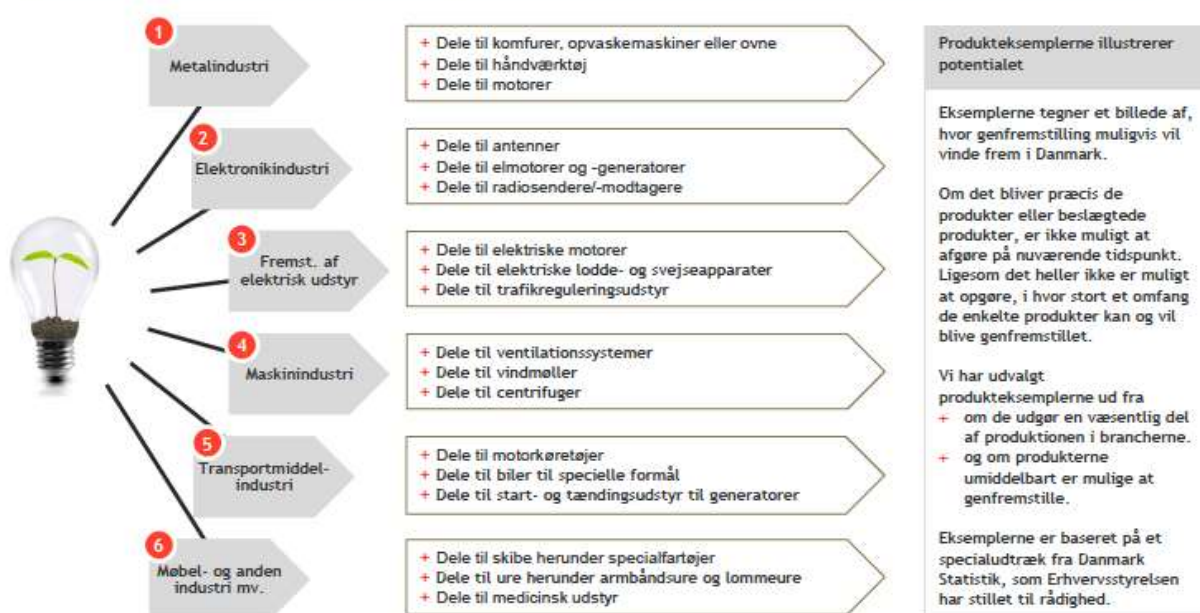 1
Metalindustri
+ Dele til komfurer, opvaskemaskiner eller ovne
+ Dele til håndværktøj
+ Dele til motorer
2
Elektronikindustri
+ Dele til antenner
+ Dele til elmotorer og -generatorer
+ Dele til radiosendere/-modtagere
3
Fremst. af
elektrisk udstyr
+ Dele til elektriske motorer
+ Dele til elektriske lodde- og svejseapparater
+ Dele til trafikreguleringsudstyr
4
Maskinindustri
+ Dele til ventilationssystemer
+ Dele til vindmøller
+ Dele til centrifuger
5
Transportmiddel-
industri
+ Dele til motorkøretøjer
+ Dele til biler til specielle formål
+ Dele til start- og tændingsudstyr til generatorer
6
Møbel- og anden
industri mv.
+ Dele til skibe herunder specialfartøjer
+ Dele til ure herunder armbåndsure og lommeure
+ Dele til medicinsk udstyr
Produkteksemplerne illustrerer
potentialet
Eksemplerne tegner et billede af,
hvor genfremstilling muligvis vil
vinde frem i Danmark.
Om det bliver præcis de
produkter eller beslægtede
produkter, er ikke muligt at
afgøre på nuværende tidspunkt.
Ligesom det heller ikke er muligt
at opgøre, i hvor stort et omfang
de enkelte produkter kan og vil
blive genfremstillet.
Vi har udvalgt
produkteksemplerne ud fra
+ om de udgør en væsentlig del
af produktionen i brancherne.
+ og om produkterne
umiddelbart er mulige at
genfremstille.
Eksemplerne er baseret på et
specialudtræk fra Danmark
Statistik, som Erhvervsstyrelsen
har stillet til rådighed.